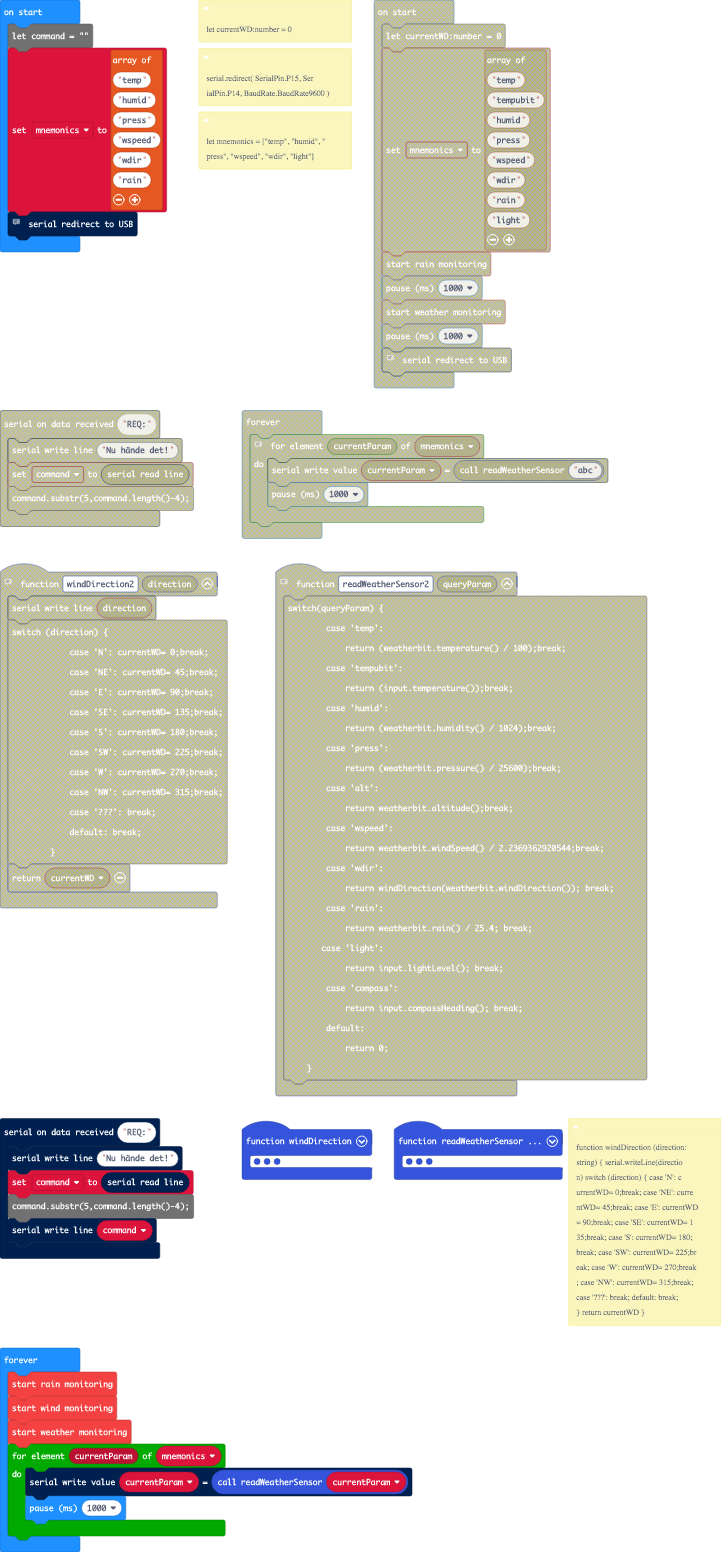 on start
let command = ""
set mnemonics to
array of
"temp"
"humid"
"press"
"wspeed"
"wdir"
"rain"
serial redirect to USB
let currentWD:number = 0
serial.redirect( SerialPin.P15, Ser
ialPin.P14, BaudRate.BaudRate9600 )
let mnemonics = ["temp", "humid", "
press", "wspeed", "wdir", "light"]
on start
let currentWD:number = 0
set mnemonics to
array of
"temp"
"tempubit"
"humid"
"press"
"wspeed"
"wdir"
"rain"
"light"
start rain monitoring
pause (ms) 1000
start weather monitoring
pause (ms) 1000
serial redirect to USB
serial on data received "REQ:"
serial write line "Nu hände det!"
set command to serial read line
command.substr(5,command.length()-4);
forever
for element currentParam of mnemonics
do
serial write value currentParam = call readWeatherSensor "abc"
pause (ms) 1000
function windDirection2 direction
serial write line direction
switch (direction) {
case 'N': currentWD= 0;break;
case 'NE': currentWD= 45;break;
case 'E': currentWD= 90;break;
case 'SE': currentWD= 135;break;
case 'S': currentWD= 180;break;
case 'SW': currentWD= 225;break;
case 'W': currentWD= 270;break;
case 'NW': currentWD= 315;break;
case '???': break;
default: break;
}
return currentWD
function readWeatherSensor2 queryParam
switch(queryParam) {
case 'temp':
return (weatherbit.temperature() / 100);break;
case 'tempubit':
return (input.temperature());break;
case 'humid':
return (weatherbit.humidity() / 1024);break;
case 'press':
return (weatherbit.pressure() / 25600);break;
case 'alt':
return weatherbit.altitude();break;
case 'wspeed':
return weatherbit.windSpeed() / 2.2369362920544;break;
case 'wdir':
return windDirection(weatherbit.windDirection()); break;
case 'rain':
return weatherbit.rain() / 25.4; break;
case 'light':
return input.lightLevel(); break;
case 'compass':
return input.compassHeading(); break;
default:
return 0;
}
serial on data received "REQ:"
serial write line "Nu hände det!"
set command to serial read line
command.substr(5,command.length()-4);
serial write line command
function windDirection
function readWeatherSensor ...
function windDirection (direction:
string) { serial.writeLine(directio
n) switch (direction) { case 'N': c
urrentWD= 0;break; case 'NE': curre
ntWD= 45;break; case 'E': currentWD
= 90;break; case 'SE': currentWD= 1
35;break; case 'S': currentWD= 180;
break; case 'SW': currentWD= 225;br
eak; case 'W': currentWD= 270;break
; case 'NW': currentWD= 315;break;
case '???': break; default: break;
} return currentWD }
forever
start rain monitoring
start wind monitoring
start weather monitoring
for element currentParam of mnemonics
do
serial write value currentParam = call readWeatherSensor currentParam
pause (ms) 1000